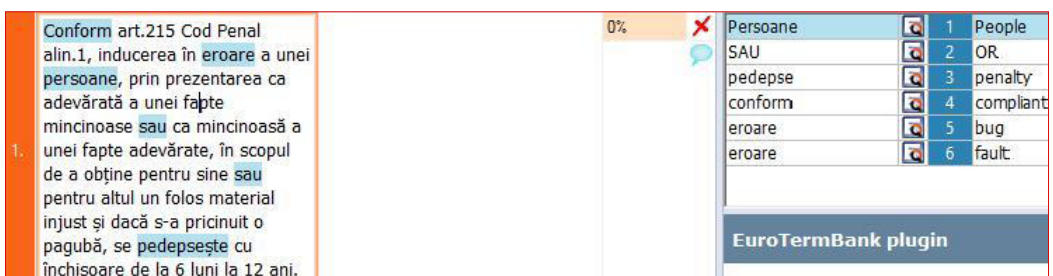 1.
Conform art.215 Cod Penal
alin.1, inducerea în eroare a unei
persoane, prin prezentarea ca
adevărată a unei fapte
mincinoase sau ca mincinoasă a
unei fapte adevărate, în scopul
de a obține pentru sine sau
pentru altul un folos material
injust și dacă s-a pricinuit o
pagubă, se pedepsește cu
închisoare de la 6 luni la 12 ani.
0%
Persoane 1 People
SAU 2 OR
pedepse 3 penalty
conform 4 compliant
eroare 5 bug
eroare 6 fault
EuroTermBank plugin